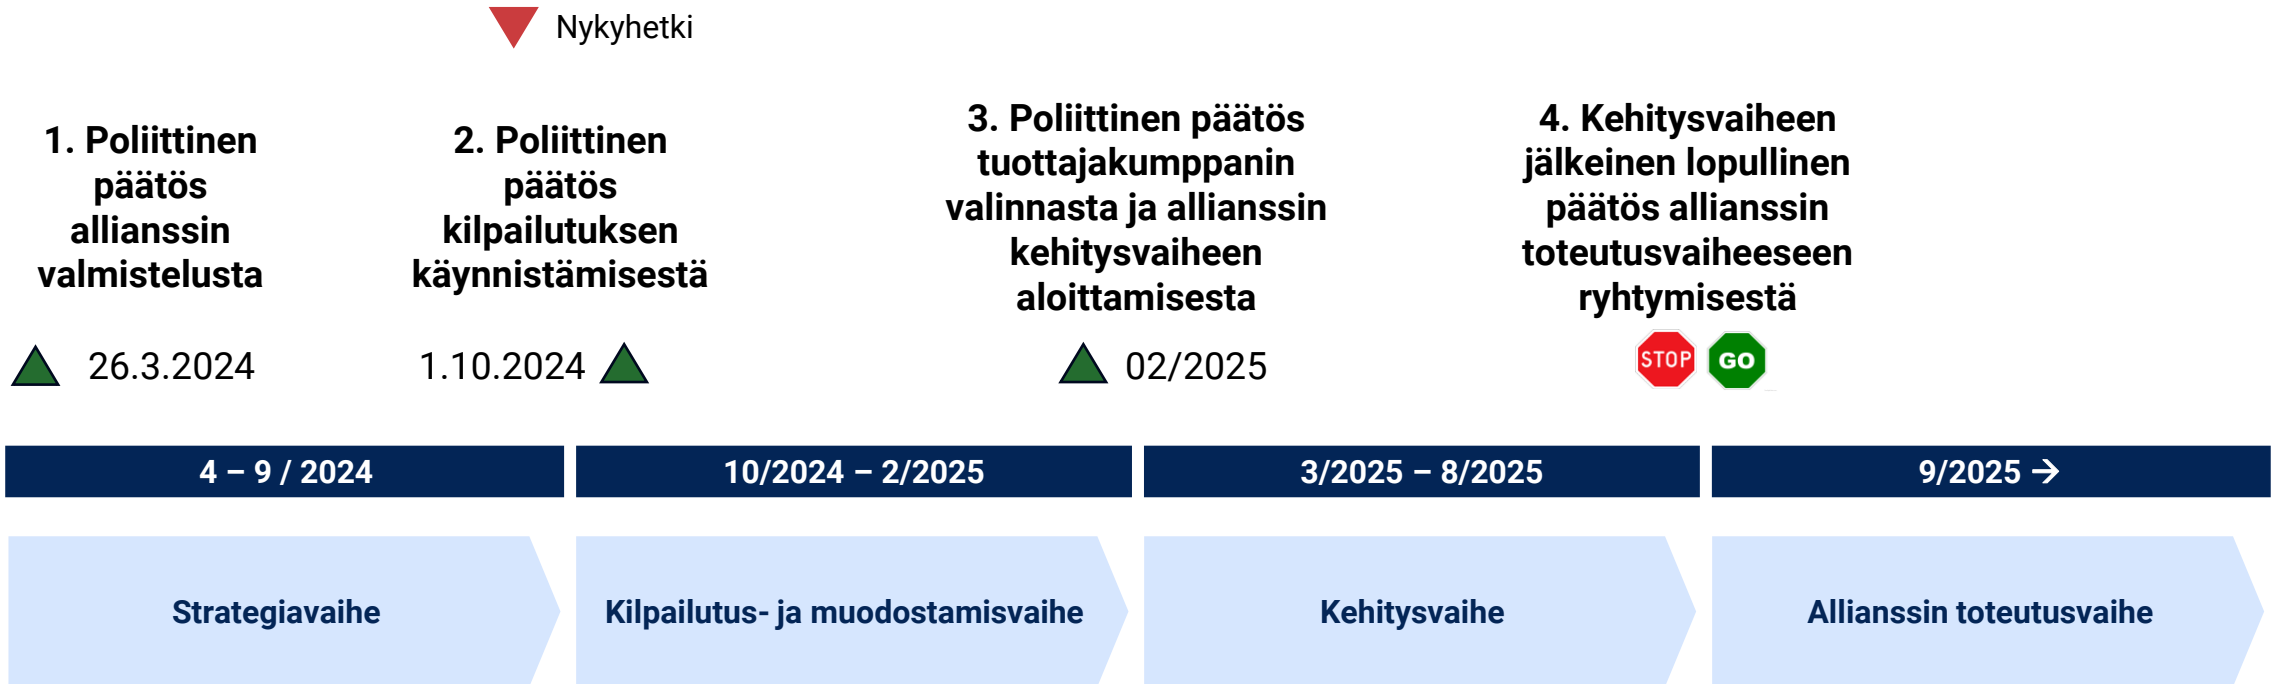 Nykyhetki
1. Poliittinen
päätös
allianssin
valmistelusta
26.3.2024
2. Poliittinen
päätös
kilpailutuksen
käynnistämisestä
1.10.2024
3. Poliittinen päätös
tuottajakumppanin
valinnasta ja allianssin
kehitysvaiheen
aloittamisesta
02/2025
4. Kehitysvaiheen
jälkeinen lopullinen
päätös allianssin
toteutusvaiheeseen
ryhtymisestä
STOP
GO
4 – 9 / 2024
10/2024 – 2/2025
3/2025 – 8/2025
9/2025 →
Strategiavaihe
Kilpailutus- ja muodostamisvaihe
Kehitysvaihe
Allianssin toteutusvaihe